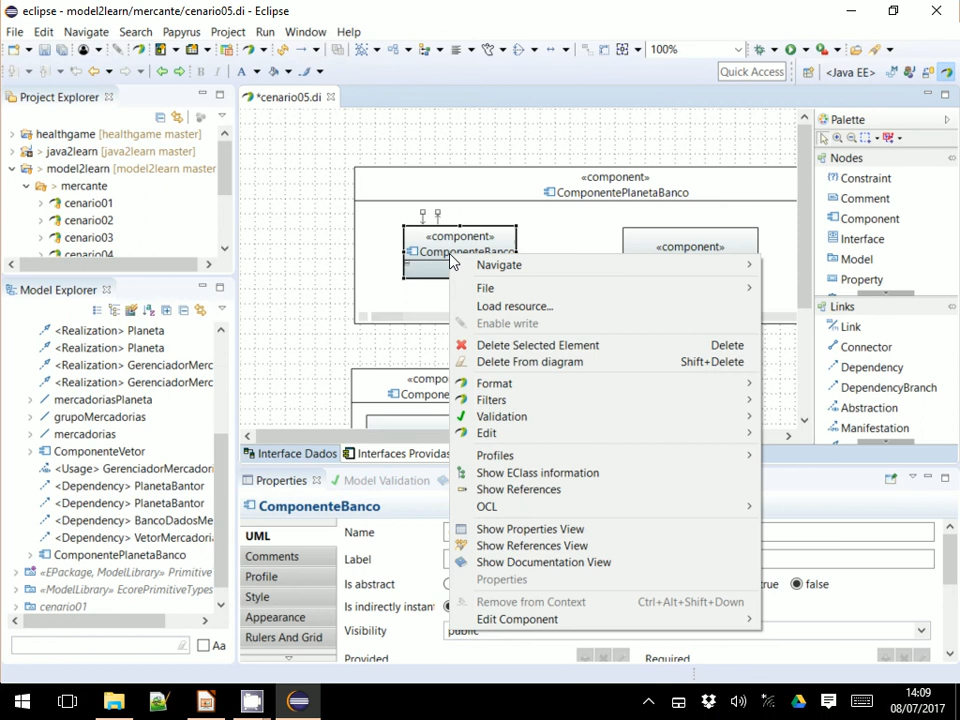 eclipse - model2learn/mercante/cenario05.di - Eclipse
File Edit Navigate Search Papyrus Project Run Window Help
100%
Quick Access
<Java EE>
Project Explorer
healthgame [healthgame master]
> java2learn [java2learn master]
> model2learn [model2learn master]
> mercante
cenario01
cenario02
cenario03
cenario04
Model Explorer
<Realization> Planeta
<Realization> Planeta
<Realization> GerenciadorMerc
<Realization> GerenciadorMerc
mercadoriasPlaneta
grupoMercadorias
mercadorias
ComponenteVetor
<Usage> GerenciadorMercadori
<Dependency> PlanetaBantor
<Dependency> PlanetaBantor
<Dependency> BancoDadosMe
<Dependency> VetorMercadori
ComponentePlanetaBanco
«EPackage, ModelLibrary» Primitive
«ModelLibrary» EcorePrimitiveTypes
cenario01
Aa
*cenario05.di
«component»
ComponentePlanetaBanco
«component»
ComponenteBanco
«component»
«compo
Compone
Interface Dados
Interfaces Providas
Navigate
File
Load resource...
Enable write
Delete Selected Element Delete
Delete From diagram Shift+Delete
Format
Filters
Validation
Edit
Profiles
Show EClass information
Show References
OCL
Show Properties View
Show References View
Show Documentation View
Properties
Remove from Context Ctrl+Alt+Shift+Down
Edit Component
Palette
Nodes
Constraint
Comment
Component
Interface
Model
Property
Links
Link
Connector
Dependency
DependencyBranch
Abstraction
Manifestation
Properties
Model Validation
ComponenteBanco
UML
Comments
Profile
Style
Appearance
Rulers And Grid
Name
Label
Is abstract
true false
Is indirectly instan
Visibility
public
Provided
Required
14:09
08/07/2017